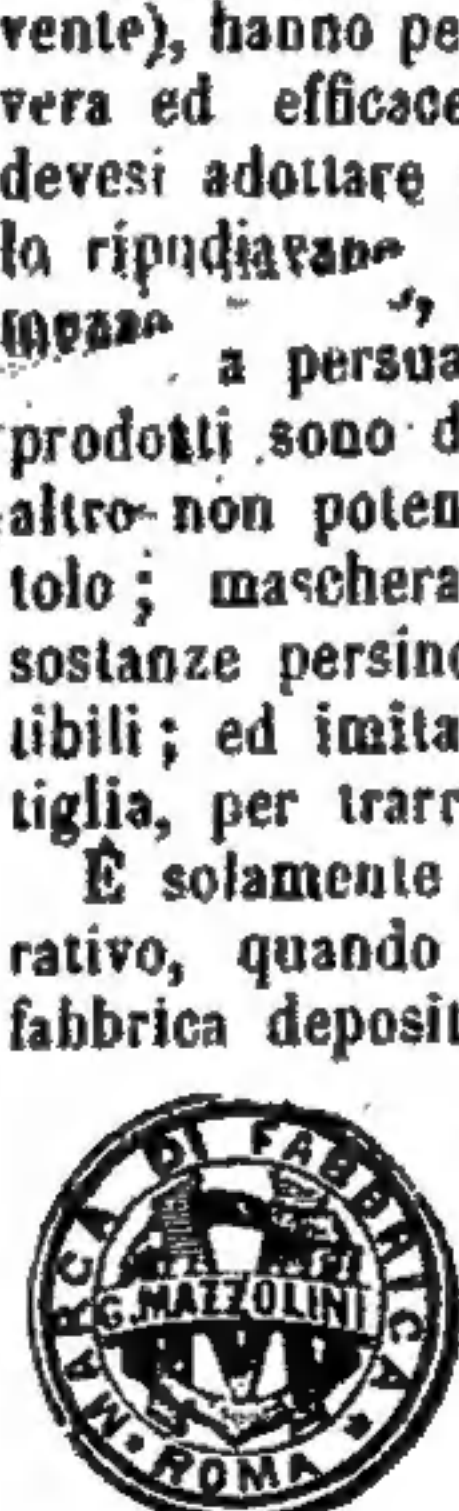 vente), hanno pe
vera ed efficace
devesi adottare
lo ripudiavano
mezzo
a persua
prodotti sono d
altro non poten
tolo; maschera
sostanze persino
tibili; ed imita
tiglia, per trarr
È solamente
rativo, quando
fabbrica deposit
MARCA DI FABBRICA
G. MAZZOLINI
* ROMA *